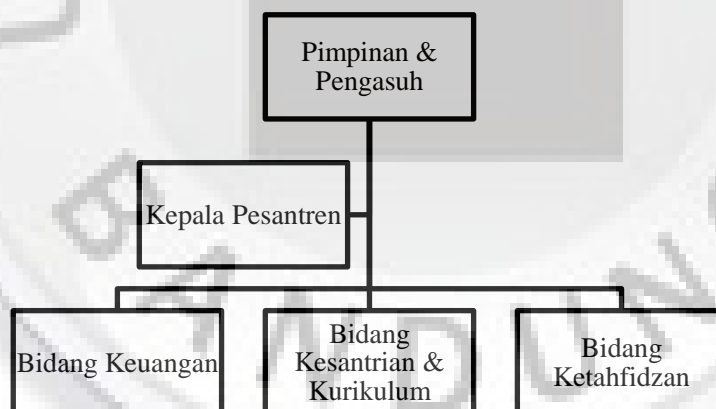 Pimpinan &
Pengasuh
Kepala Pesantren
Bidang Keuangan
Bidang
Kesantrian &
Kurikulum
Bidang
Ketahfidzan